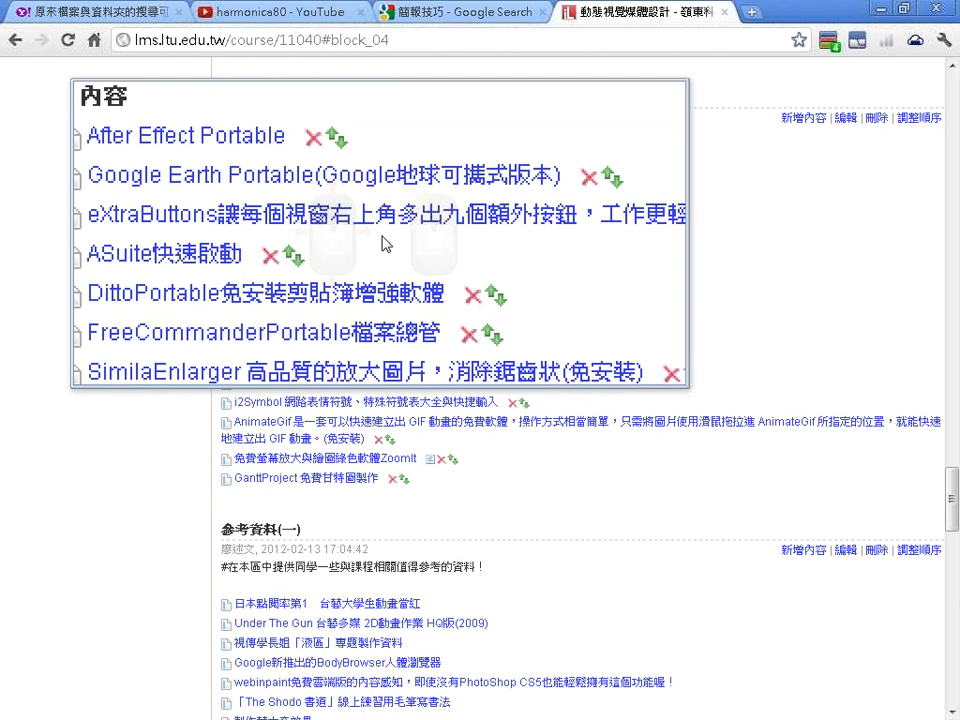 原來檔案與資料夾的搜尋可
harmonica80 - YouTube
簡報技巧 - Google Search
動態視覺媒體設計 - 嶺東科
lms.ltu.edu.tw/course/11040#block_04
新增內容 | 編輯 | 刪除 | 調整順序
內容
After Effect Portable
Google Earth Portable(Google地球可攜式版本)
eXtraButtons讓每個視窗右上角多出九個額外按鈕，工作更輕
ASuite快速啟動
DittoPortable免安裝剪貼簿增強軟體
FreeCommanderPortable檔案總管
SimilaEnlarger 高品質的放大圖片，消除鋸齒狀(免安裝)
i2Symbol 網路表情符號、特殊符號表大全與快捷輸入
AnimateGif 是一套可以快速建立出 GIF 動畫的免費軟體，操作方式相當簡單，只需將圖片使用滑鼠拖拉進 AnimateGif 所指定的位置，就能快
速地建立出 GIF 動畫。(免安裝)
免費螢幕放大與繪圖綠色軟體ZoomIt
GanttProject 免費甘特圖製作
參考資料(一)
廖述文, 2012-02-13 17:04:42
新增內容 | 編輯 | 刪除 | 調整順序
#在本區中提供同學一些與課程相關值得參考的資料！
日本點閱率第1　台藝大學生動畫當紅
Under The Gun 台藝多媒 2D動畫作業 HQ版(2009)
視傳學長姐「液區」專題製作資料
Google新推出的BodyBrowser人體瀏覽器
webinpaint免費雲端版的內容感知，即使沒有PhotoShop CS5也能輕鬆擁有這個功能喔！
「The Shodo 書道」線上練習用毛筆寫書法